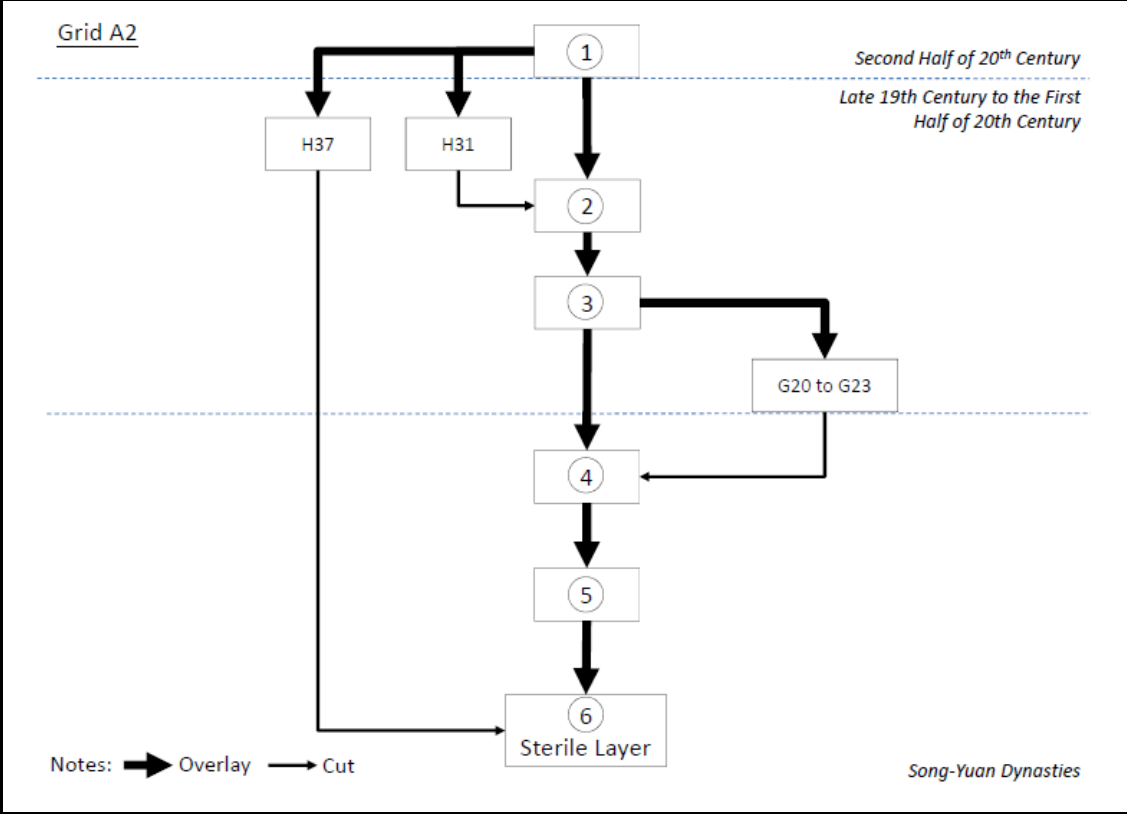 Grid A2
1
Second Half of 20th Century
Late 19th Century to the First
Half of 20th Century
H37
H31
2
3
G20 to G23
4
5
6
Sterile Layer
Notes: Overlay Cut
Song-Yuan Dynasties